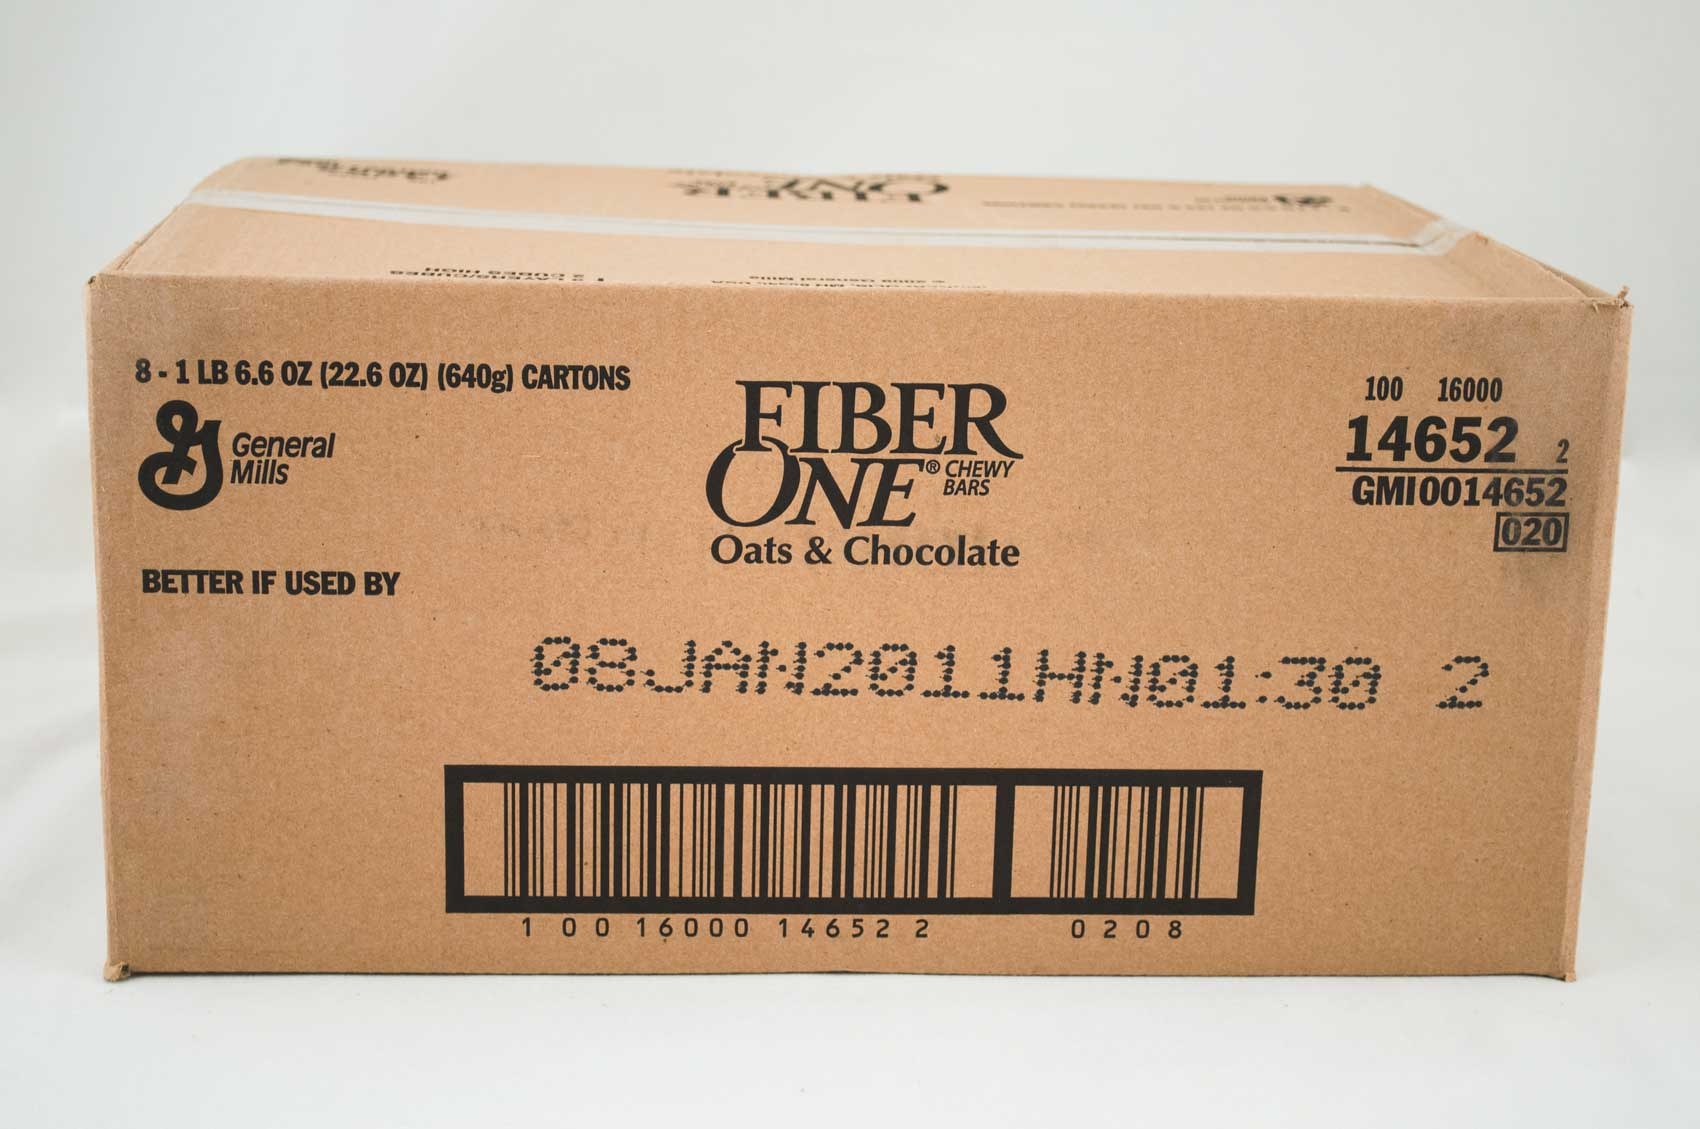 8 - 1 LB 6.6 OZ (22.6 OZ) (640g) CARTONS
General
Mills
BETTER IF USED BY
FIBER
ONE® CHEWY
BARS
Oats & Chocolate
100 16000
14652 2
GMI0014652
020
08JAN2011HN01:30 2
1 00 16000 14652 2 0208